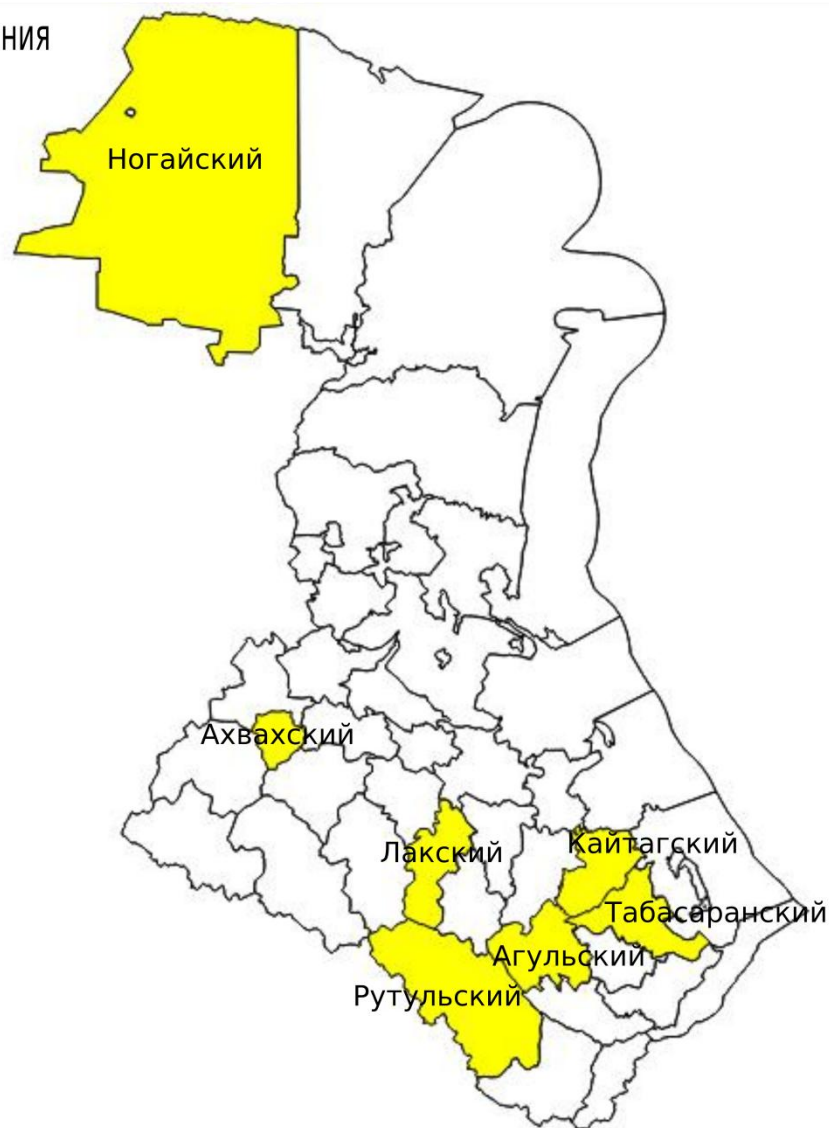 ния
Ногайский
Ахвахский
Кайтагский
Лакский
Табасаранский
Агульский
Рутульский